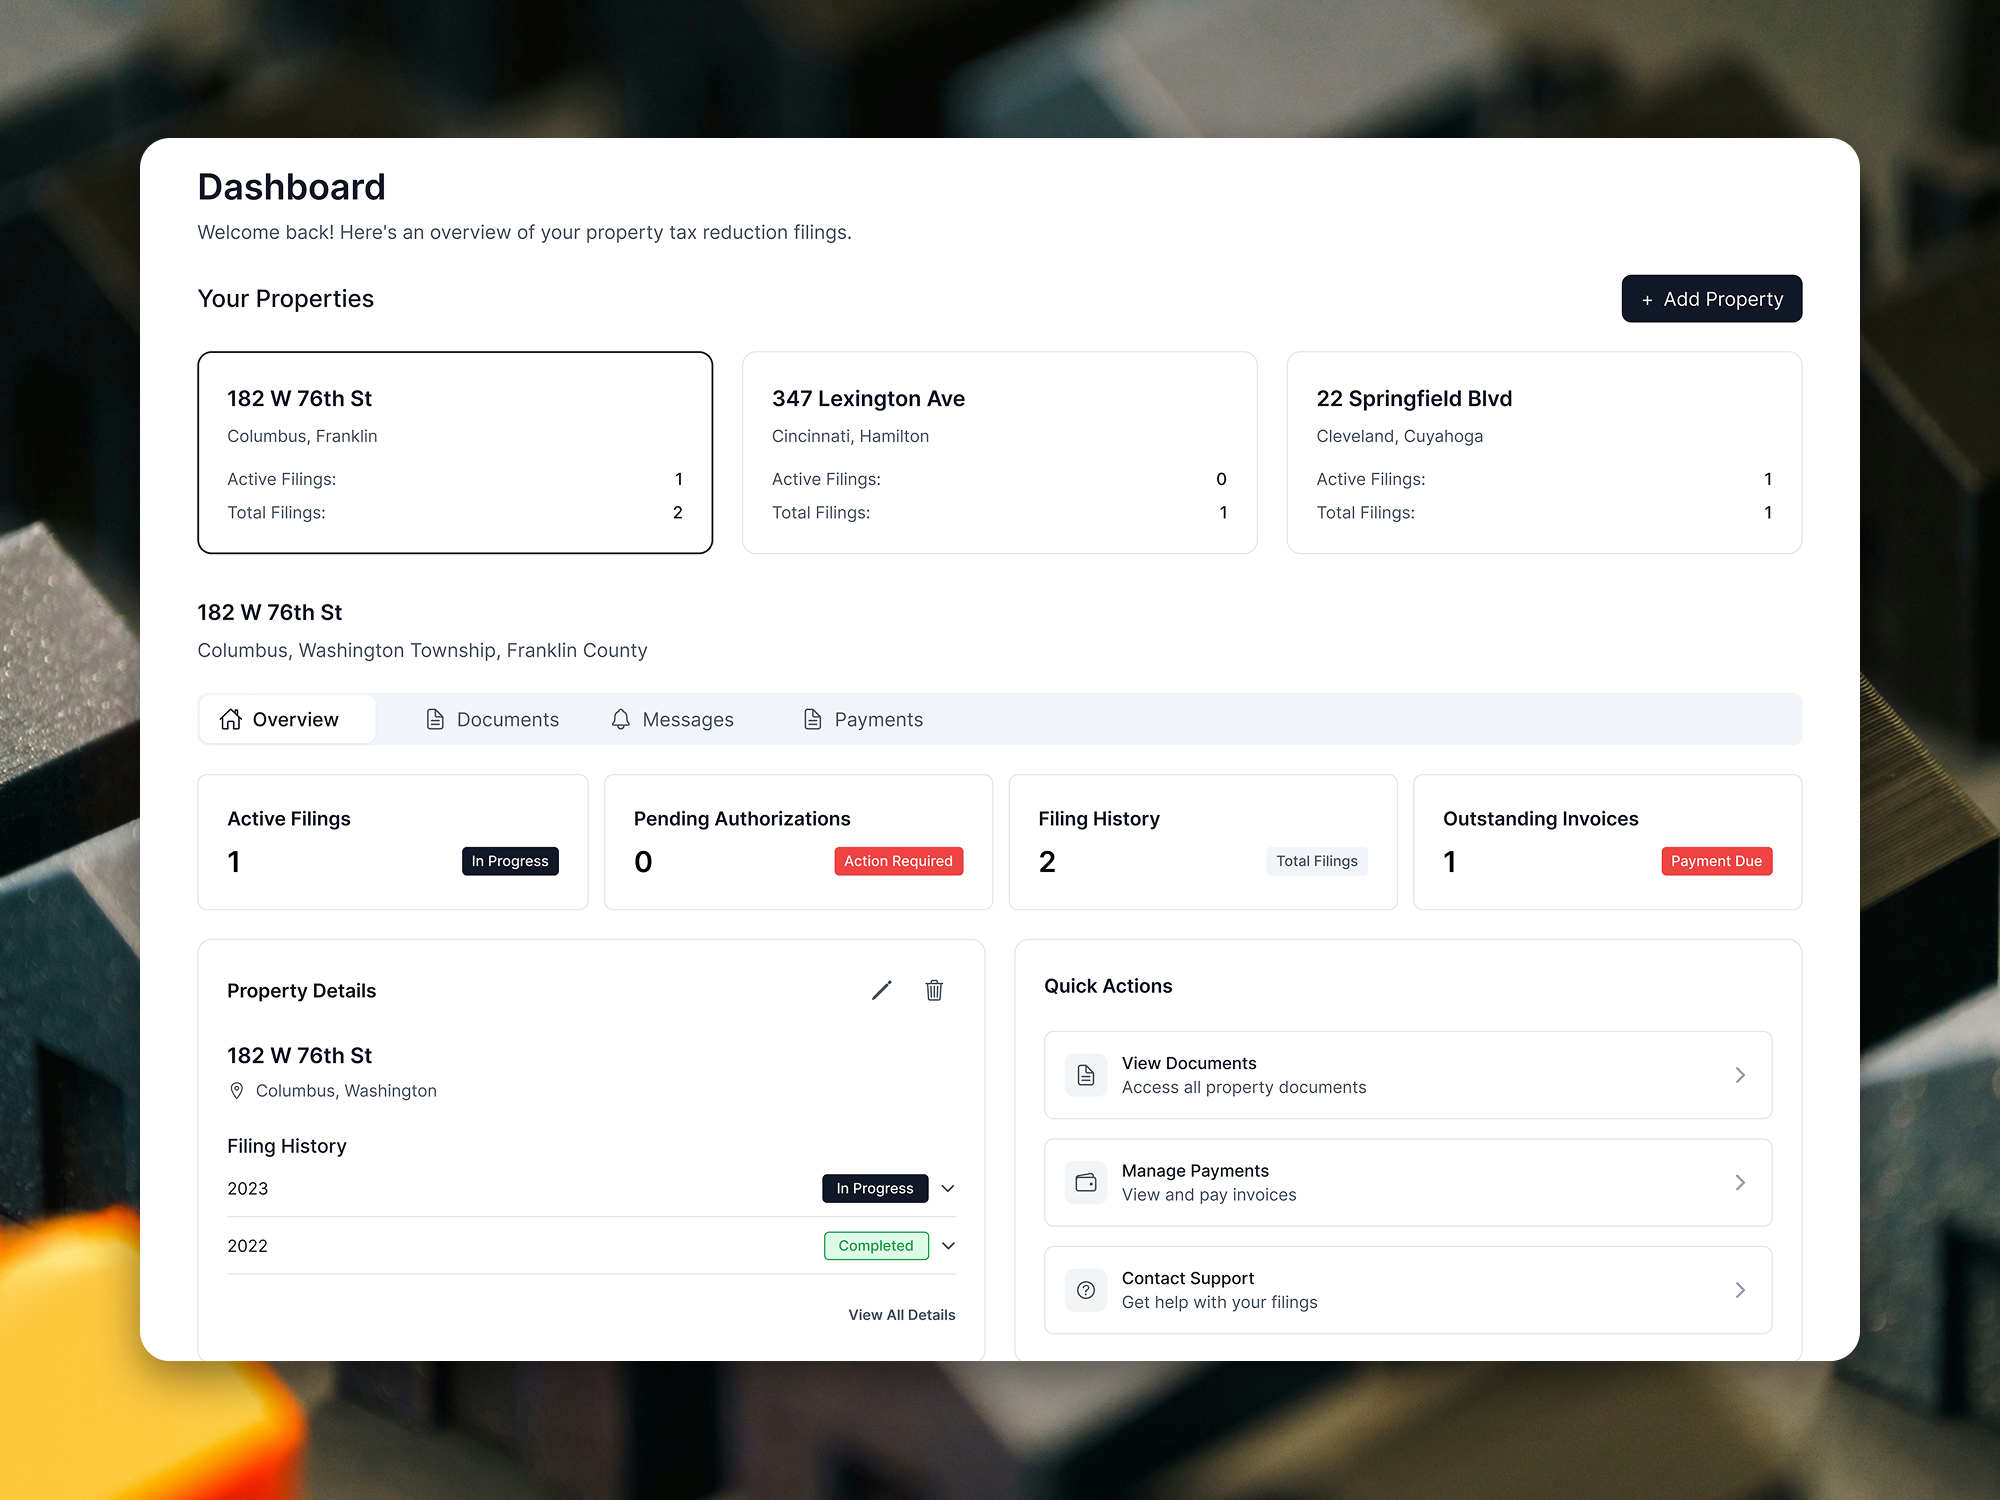 Dashboard
Welcome back! Here's an overview of your property tax reduction filings.
Your Properties
+ Add Property
182 W 76th St
Columbus, Franklin
Active Filings: 1
Total Filings: 2
347 Lexington Ave
Cincinnati, Hamilton
Active Filings: 0
Total Filings: 1
22 Springfield Blvd
Cleveland, Cuyahoga
Active Filings: 1
Total Filings: 1
182 W 76th St
Columbus, Washington Township, Franklin County
Overview Documents Messages Payments
Active Filings
1 In Progress
Pending Authorizations
0 Action Required
Filing History
2 Total Filings
Outstanding Invoices
1 Payment Due
Property Details
182 W 76th St
Columbus, Washington
Filing History
2023 In Progress
2022 Completed
View All Details
Quick Actions
View Documents
Access all property documents
Manage Payments
View and pay invoices
Contact Support
Get help with your filings